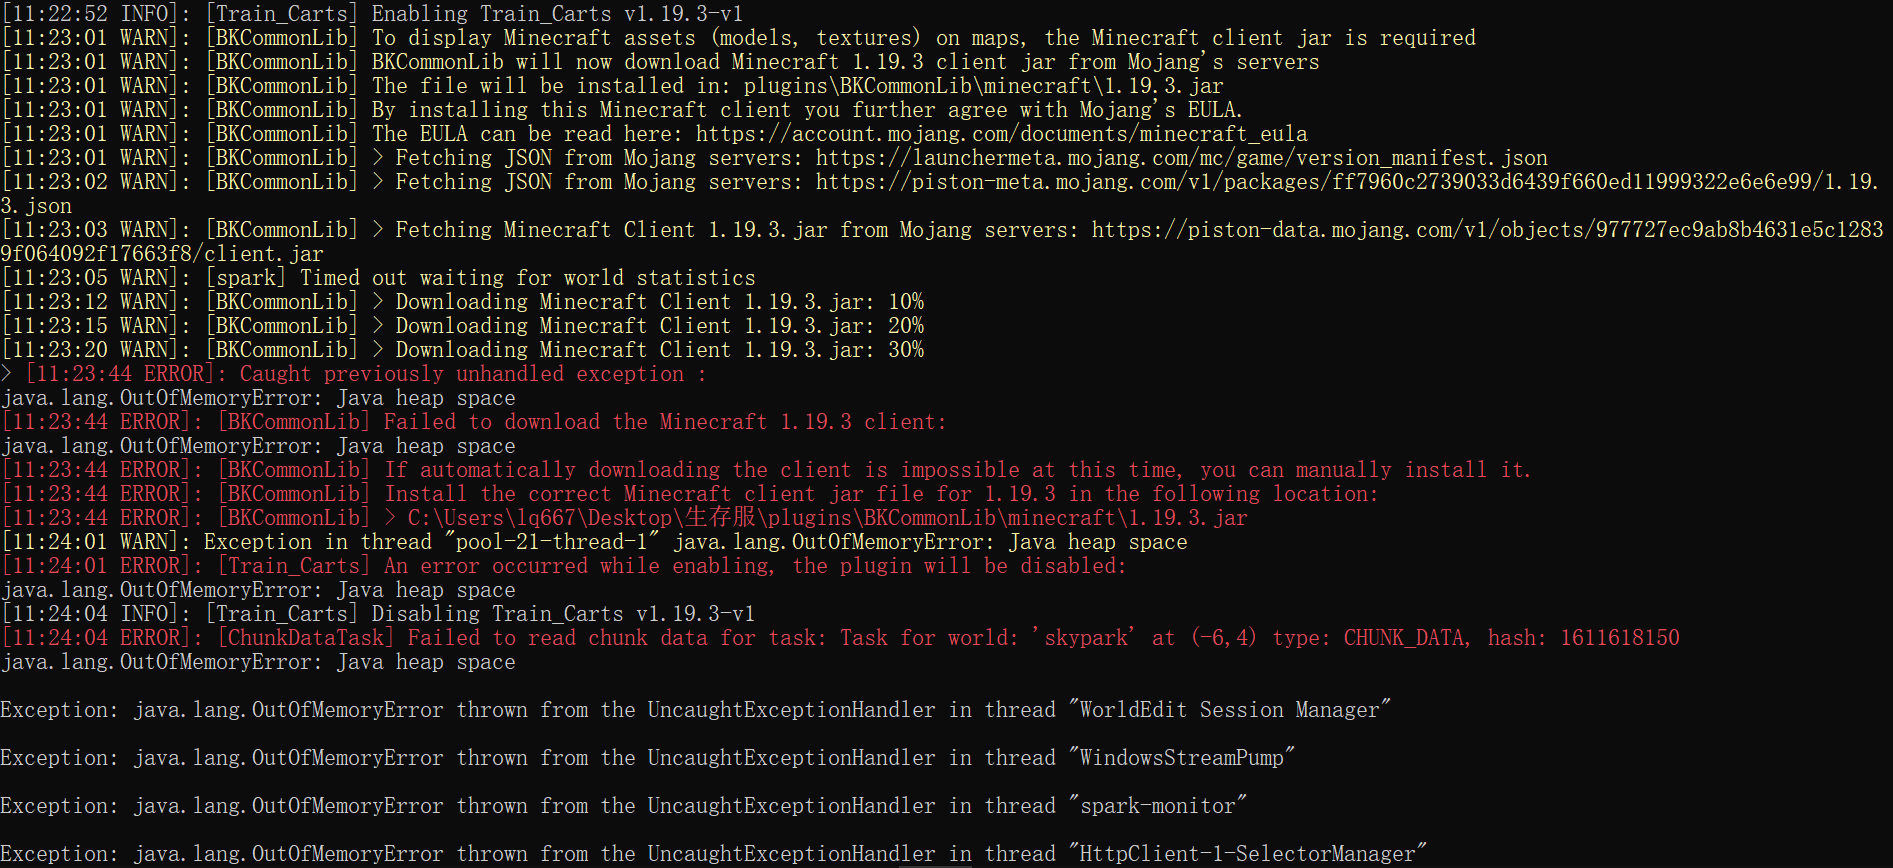 [11:22:52 INFO]: [Train_Carts] Enabling Train_Carts v1.19.3-v1
[11:23:01 WARN]: [BKCommonLib] To display Minecraft assets (models, textures) on maps, the Minecraft client jar is required
[11:23:01 WARN]: [BKCommonLib] BKCommonLib will now download Minecraft 1.19.3 client jar from Mojang's servers
[11:23:01 WARN]: [BKCommonLib] The file will be installed in: plugins\BKCommonLib\minecraft\1.19.3.jar
[11:23:01 WARN]: [BKCommonLib] By installing this Minecraft client you further agree with Mojang's EULA.
[11:23:01 WARN]: [BKCommonLib] The EULA can be read here: https://account.mojang.com/documents/minecraft_eula
[11:23:01 WARN]: [BKCommonLib] > Fetching JSON from Mojang servers: https://launchermeta.mojang.com/mc/game/version_manifest.json
[11:23:02 WARN]: [BKCommonLib] > Fetching JSON from Mojang servers: https://piston-meta.mojang.com/v1/packages/ff7960c2739033d6439f660ed11999322e6e6e99/1.19.
3.json
[11:23:03 WARN]: [BKCommonLib] > Fetching Minecraft Client 1.19.3.jar from Mojang servers: https://piston-data.mojang.com/v1/objects/977727ec9ab8b4631e5c1283
9f064092f17663f8/client.jar
[11:23:05 WARN]: [spark] Timed out waiting for world statistics
[11:23:12 WARN]: [BKCommonLib] > Downloading Minecraft Client 1.19.3.jar: 10%
[11:23:15 WARN]: [BKCommonLib] > Downloading Minecraft Client 1.19.3.jar: 20%
[11:23:20 WARN]: [BKCommonLib] > Downloading Minecraft Client 1.19.3.jar: 30%
> [11:23:44 ERROR]: Caught previously unhandled exception :
java.lang.OutOfMemoryError: Java heap space
[11:23:44 ERROR]: [BKCommonLib] Failed to download the Minecraft 1.19.3 client:
java.lang.OutOfMemoryError: Java heap space
[11:23:44 ERROR]: [BKCommonLib] If automatically downloading the client is impossible at this time, you can manually install it.
[11:23:44 ERROR]: [BKCommonLib] Install the correct Minecraft client jar file for 1.19.3 in the following location:
[11:23:44 ERROR]: [BKCommonLib] > C:\Users\lq667\Desktop\生存服\plugins\BKCommonLib\minecraft\1.19.3.jar
[11:24:01 WARN]: Exception in thread "pool-21-thread-1" java.lang.OutOfMemoryError: Java heap space
[11:24:01 ERROR]: [Train_Carts] An error occurred while enabling, the plugin will be disabled:
java.lang.OutOfMemoryError: Java heap space
[11:24:04 INFO]: [Train_Carts] Disabling Train_Carts v1.19.3-v1
[11:24:04 ERROR]: [ChunkDataTask] Failed to read chunk data for task: Task for world: 'skypark' at (-6,4) type: CHUNK_DATA, hash: 1611618150
java.lang.OutOfMemoryError: Java heap space
Exception: java.lang.OutOfMemoryError thrown from the UncaughtExceptionHandler in thread "WorldEdit Session Manager"
Exception: java.lang.OutOfMemoryError thrown from the UncaughtExceptionHandler in thread "WindowsStreamPump"
Exception: java.lang.OutOfMemoryError thrown from the UncaughtExceptionHandler in thread "spark-monitor"
Exception: java.lang.OutOfMemoryError thrown from the UncaughtExceptionHandler in thread "HttpClient-1-SelectorManager"